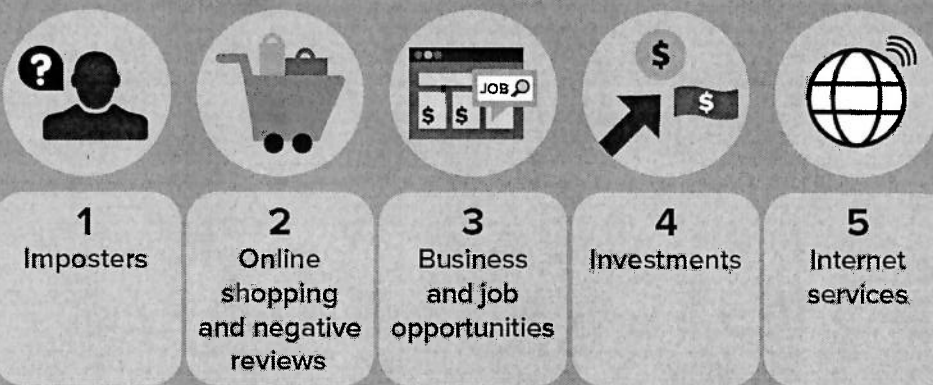 ?
JOB
$ $
$
$
1
Imposters
2
Online
shopping
and negative
reviews
3
Business
and job
opportunities
4
Investments
5
Internet
services